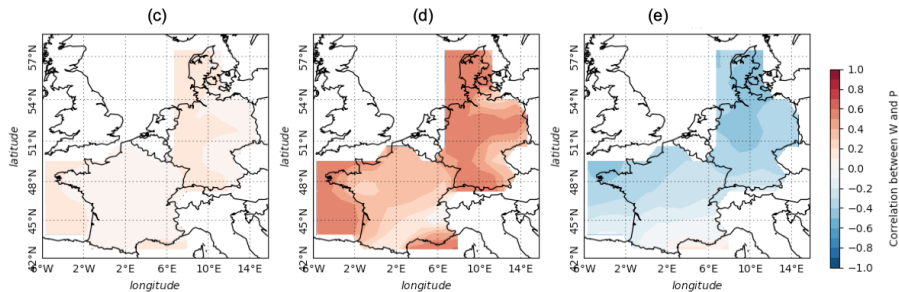 (c) (d) (e)
latitude latitude latitude
57°N 57°N 57°N
54°N 54°N 54°N
51°N 51°N 51°N
48°N 48°N 48°N
45°N 45°N 45°N
42°N 42°N 42°N
6°W 2°W 2°E 6°E 10°E 14°E 6°W 2°W 2°E 6°E 10°E 14°E 6°W 2°W 2°E 6°E 10°E 14°E
longitude longitude longitude
1.0
0.8
0.6
0.4
0.2
0.0
−0.0
−0.2
−0.4
−0.6
−0.8
−1.0
Correlation between W and P